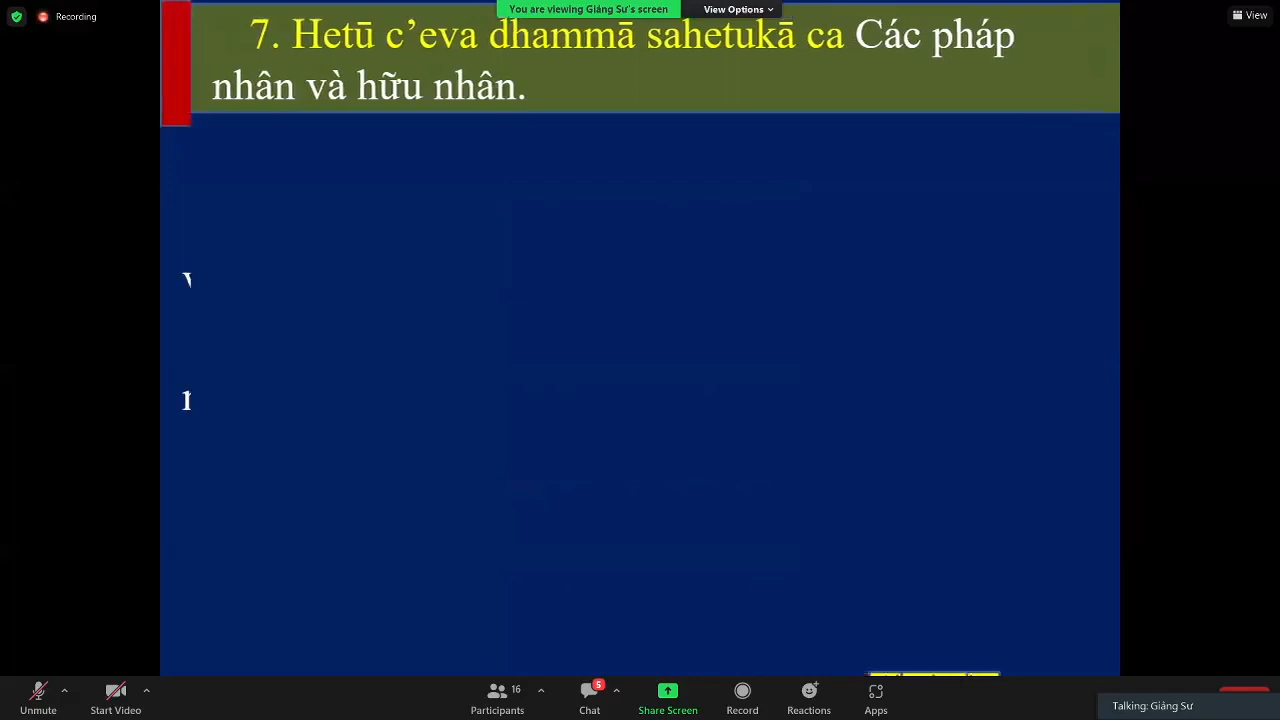 You are viewing Giảng Sư's screen
View Options
Recording
View
7. Hetū c’eva dhammā sahetukā ca Các pháp
nhân và hữu nhân.
Unmute
Start Video
16
Participants
5
Chat
Share Screen
Record
Reactions
Apps
Talking: Giảng Sư